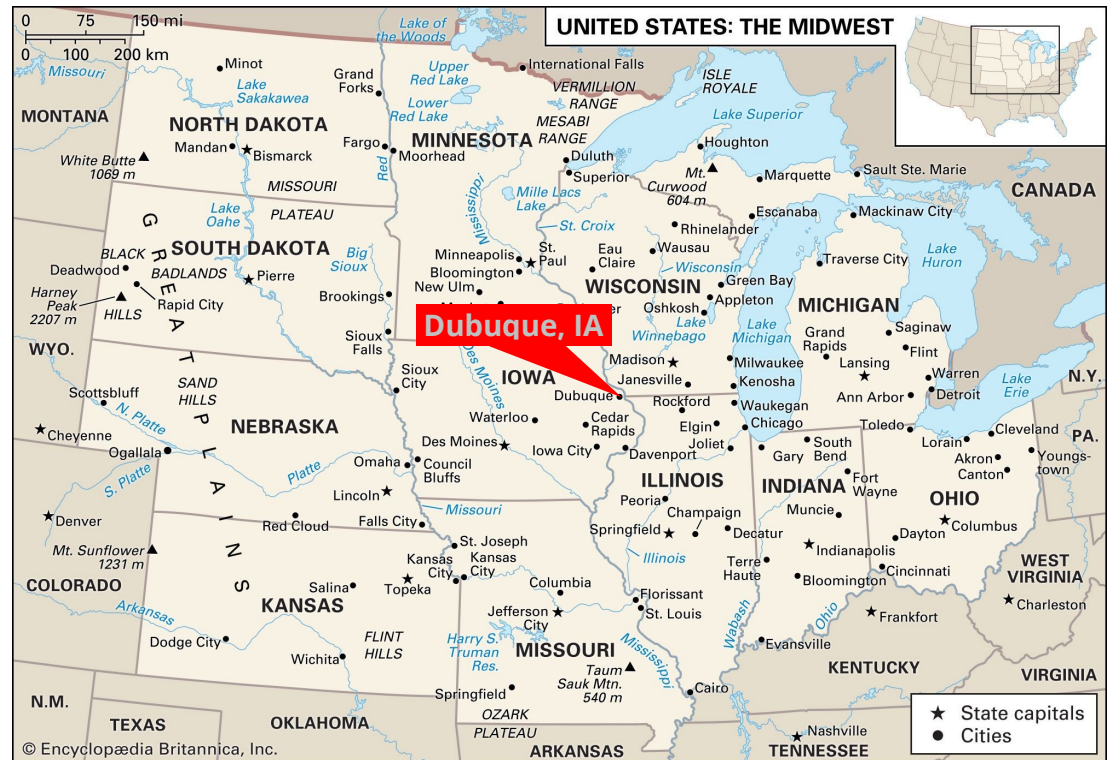 0 75 150 mi
0 100 200 km
UNITED STATES: THE MIDWEST
Lake of
the Woods
Missouri
Minot
Grand
Forks
Upper
Red Lake
International Falls
ISLE
ROYALE
VERMILLION
RANGE
Lake
Sakakawea
Lower
Red Lake
MONTANA
NORTH DAKOTA
MESABI
RANGE
Lake Superior
MINNESOTA
Mandan
Bismarck
Fargo
Moorhead
Houghton
White Butte
1069 m
Red
Duluth
Superior
Mt.
Curwood
604 m
Marquette
Sault Ste. Marie
CANADA
MISSOURI
PLATEAU
Mississippi
Mille Lacs
Lake
Lake
Oahe
St. Croix
Escanaba
Mackinaw City
Rhinelander
GREAT PLAINS
SOUTH DAKOTA
BLACK
HILLS
BADLANDS
Deadwood
Pierre
Big
Sioux
Minneapolis
St.
Paul
Bloomington
Eau
Claire
Wausau
Wisconsin
Traverse City
Lake
Huron
Harney
Peak
2207 m
Rapid City
New Ulm
WISCONSIN
Green Bay
Appleton
Oshkosh
MICHIGAN
Brookings
Dubuque, IA
Lake
Winnebago
Lake
Michigan
Grand
Rapids
Saginaw
WYO.
Sioux
Falls
Des Moines
Madison
Milwaukee
Lansing
Flint
Janesville
Kenosha
Warren
Sioux
City
IOWA
Dubuque
Rockford
Waukegan
Ann Arbor
Detroit
Lake
Erie
N.Y.
Scottsbluff
SAND
HILLS
N. Platte
NEBRASKA
Waterloo
Cedar
Rapids
Elgin
Chicago
Toledo
Cleveland
PA.
Cheyenne
Des Moines
Iowa City
Davenport
Joliet
Gary
South
Bend
Lorain
Akron
Canton
Youngs-
town
Ogallala
S. Platte
Platte
Omaha
Council
Bluffs
ILLINOIS
INDIANA
Fort
Wayne
OHIO
Lincoln
Peoria
Champaign
Muncie
Denver
Red Cloud
Falls City
Missouri
Springfield
Decatur
Columbus
Dayton
Mt. Sunflower
1231 m
St. Joseph
Illinois
Indianapolis
Kansas
City
Kansas
City
Terre
Haute
WEST
VIRGINIA
COLORADO
Salina
Topeka
Columbia
Bloomington
Cincinnati
Arkansas
KANSAS
Jefferson
City
Florissant
St. Louis
Wabash
Ohio
Frankfort
Charleston
Dodge City
FLINT
HILLS
Harry S.
Truman
Res.
MISSOURI
Mississippi
Evansville
Wichita
Taum
Sauk Mtn.
540 m
KENTUCKY
VIRGINIA
N.M.
Springfield
Cairo
TEXAS
OKLAHOMA
OZARK
PLATEAU
ARKANSAS
Nashville
TENNESSEE
State capitals
Cities
© Encyclopædia Britannica, Inc.